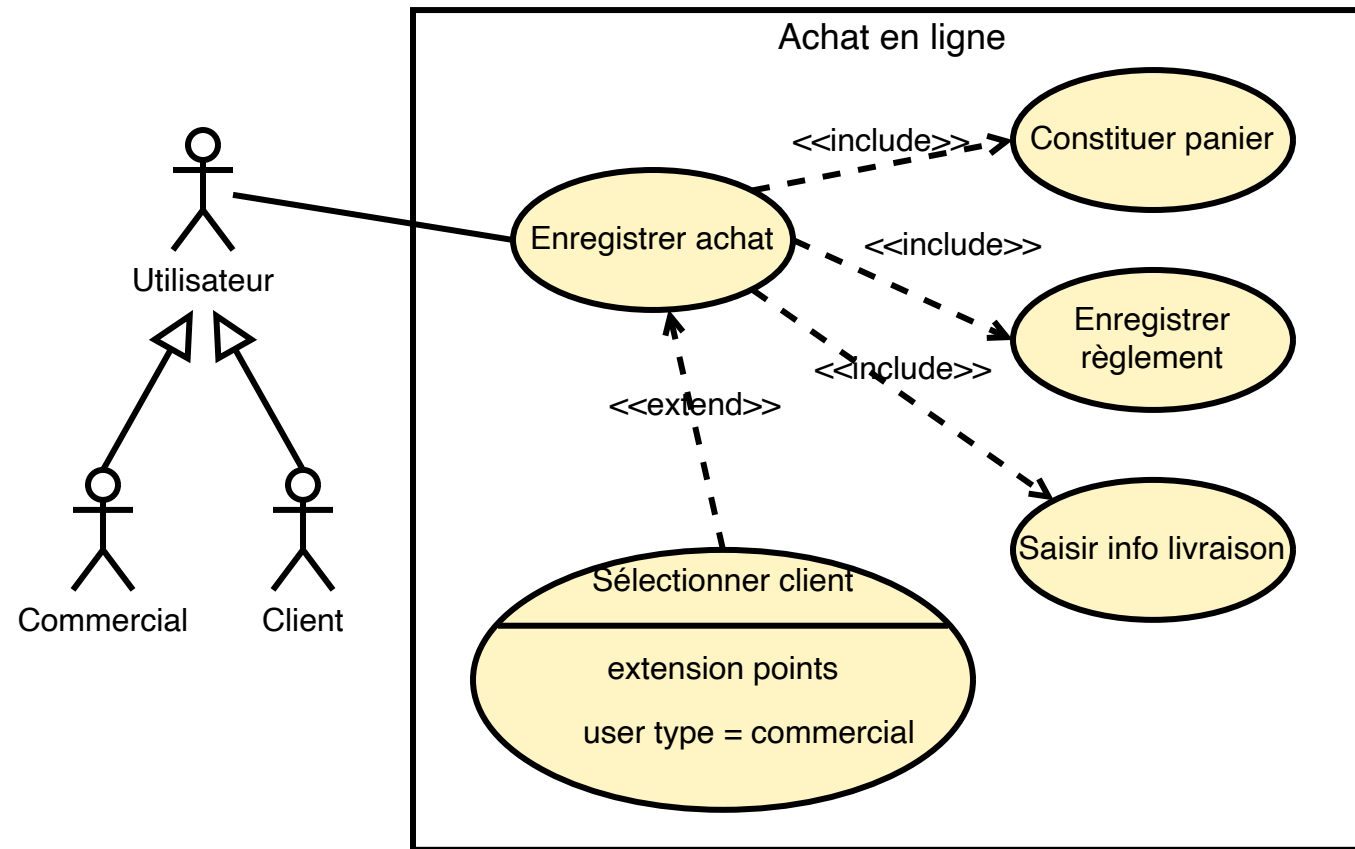 Achat en ligne
Constituer panier
<<include>>
Enregistrer achat
<<include>>
Utilisateur
Enregistrer
règlement
<<include>>
<<extend>>
Saisir info livraison
Sélectionner client
Commercial
Client
extension points
user type = commercial